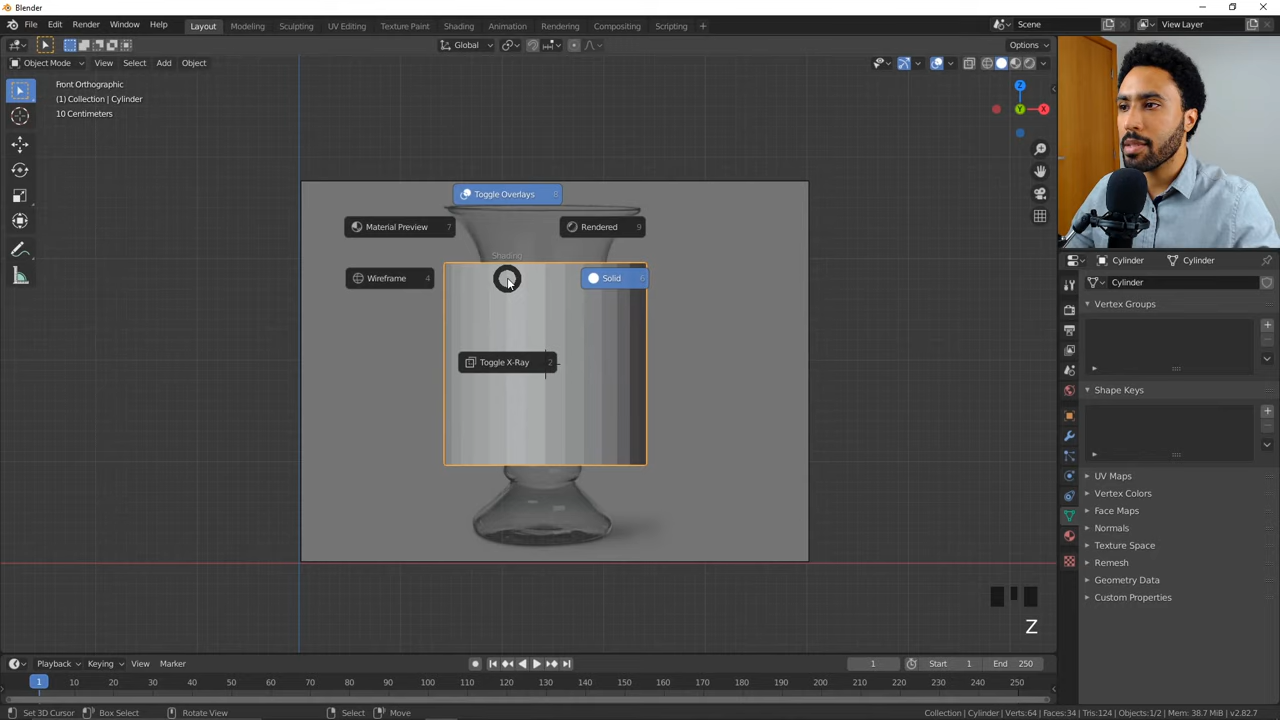 Blender
File Edit Render Window Help
Layout Modeling Sculpting UV Editing Texture Paint Shading Animation Rendering Compositing Scripting +
Scene
View Layer
Global
Options
Object Mode View Select Add Object
Front Orthographic
(1) Collection | Cylinder
10 Centimeters
Z
X
Y
Toggle Overlays 8
Material Preview 7
Rendered 9
Shading
Wireframe 4
Solid 6
Toggle X-Ray 2
Cylinder
Cylinder
Cylinder
Vertex Groups
Shape Keys
UV Maps
Vertex Colors
Face Maps
Normals
Texture Space
Remesh
Geometry Data
Custom Properties
Z
Playback Keying View Marker
1
Start 1
End 250
1 10 20 30 40 50 60 70 80 90 100 110 120 130 140 150 160 170 180 190 200 210 220 230 240 250
Set 3D Cursor
Box Select
Rotate View
Select
Move
Collection | Cylinder | Verts:64 | Faces:34 | Tris:124 | Objects:1/2 | Mem: 38.7 MiB | v2.82.7